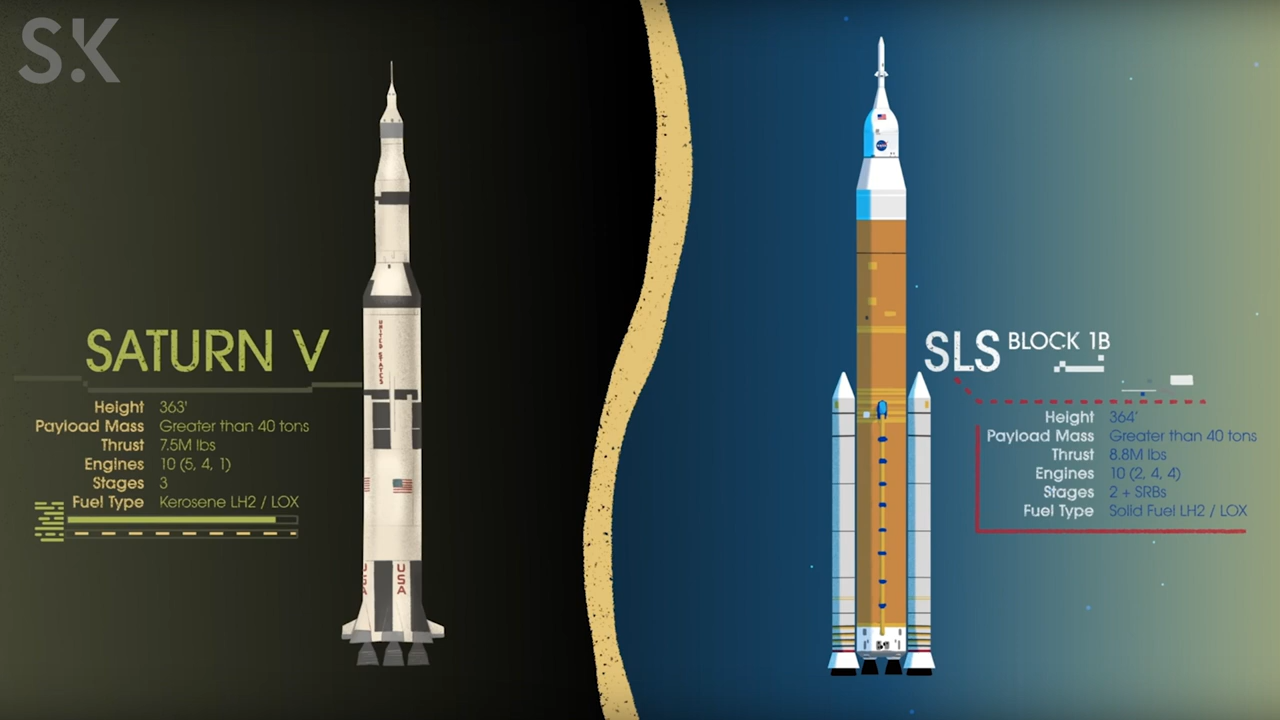 S.K
SATURN V
Height 363'
Payload Mass Greater than 40 tons
Thrust 7.5M lbs
Engines 10 (5, 4, 1)
Stages 3
Fuel Type Kerosene LH2 / LOX
UNITED STATES
USA
USA
SLS BLOCK 1B
Height 364'
Payload Mass Greater than 40 tons
Thrust 8.8M lbs
Engines 10 (2, 4, 4)
Stages 2 + SRBs
Fuel Type Solid Fuel LH2 / LOX
NASA